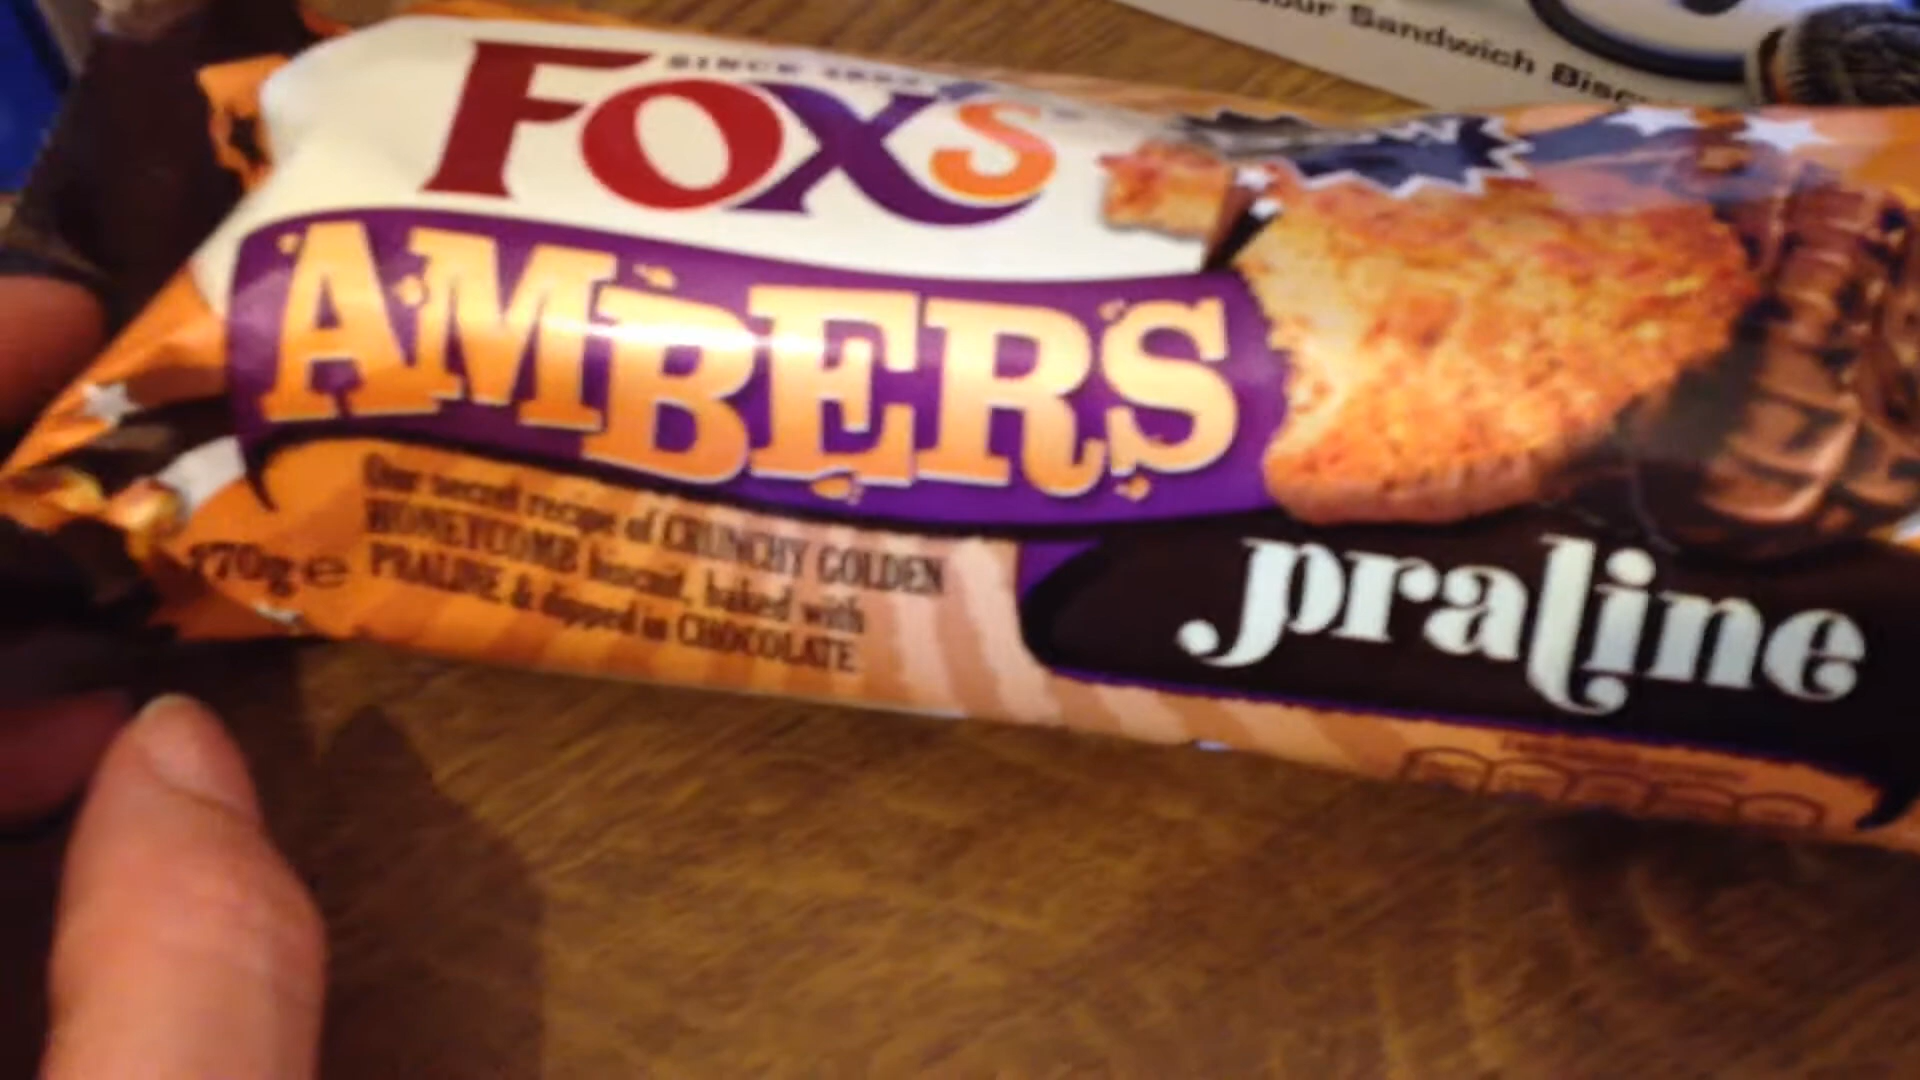 Sandwich
FOX'S
SINCE
AMBERS
Our secret recipe of CRUNCHY GOLDEN
HONEYCOMB biscuit, baked with
PRALINE & dipped in CHOCOLATE
170g e
praline